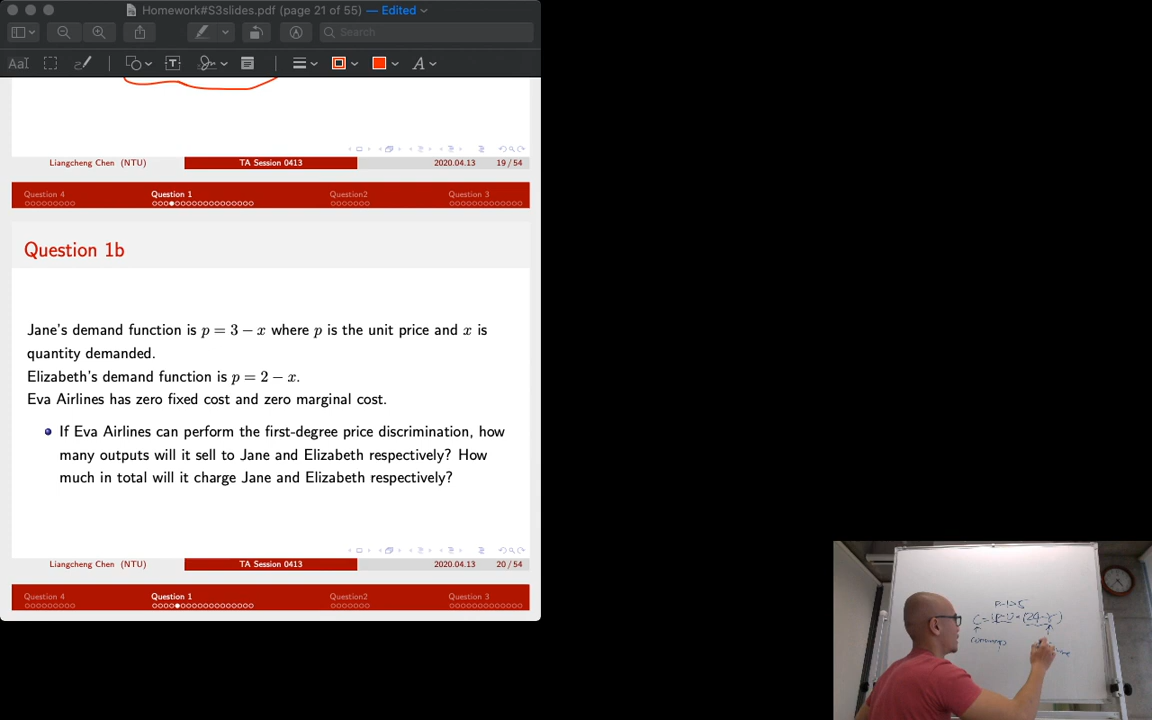 Homework#S3slides.pdf (page 21 of 55) — Edited
Search
AaI
T
A
Liangcheng Chen (NTU) TA Session 0413 2020.04.13 19 / 54
Question 4 Question 1 Question2 Question 3
Question 1b
Jane's demand function is p = 3 − x where p is the unit price and x is
quantity demanded.
Elizabeth's demand function is p = 2 − x.
Eva Airlines has zero fixed cost and zero marginal cost.
If Eva Airlines can perform the first-degree price discrimination, how
many outputs will it sell to Jane and Elizabeth respectively? How
much in total will it charge Jane and Elizabeth respectively?
Liangcheng Chen (NTU) TA Session 0413 2020.04.13 20 / 54
Question 4 Question 1 Question2 Question 3